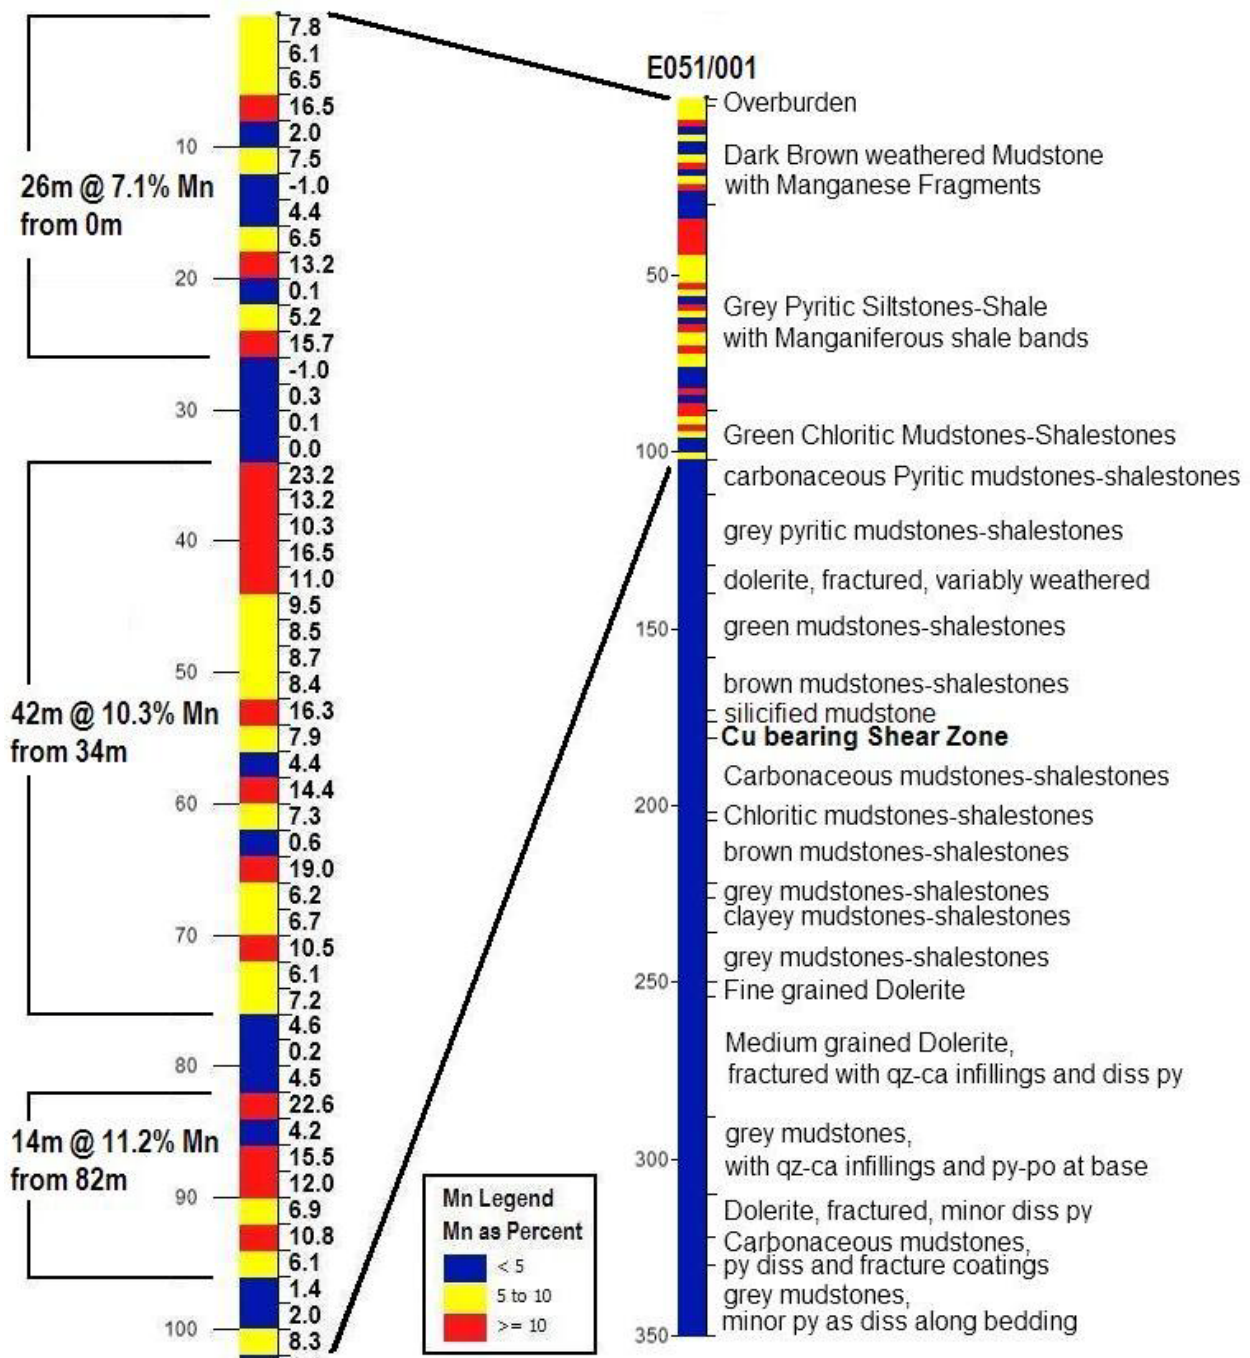 7.8
6.1
6.5
16.5
2.0
10
7.5
-1.0
26m @ 7.1% Mn
from 0m
4.4
6.5
13.2
20
0.1
5.2
15.7
-1.0
0.3
30
0.1
0.0
23.2
13.2
10.3
40
16.5
11.0
9.5
8.5
8.7
50
8.4
42m @ 10.3% Mn
from 34m
16.3
7.9
4.4
14.4
60
7.3
0.6
19.0
6.2
6.7
70
10.5
6.1
7.2
4.6
0.2
80
4.5
22.6
14m @ 11.2% Mn
from 82m
4.2
15.5
12.0
90
6.9
10.8
6.1
1.4
2.0
100
8.3
Mn Legend
Mn as Percent
< 5
5 to 10
>= 10
E051/001
Overburden
Dark Brown weathered Mudstone
with Manganese Fragments
50
Grey Pyritic Siltstones-Shale
with Manganiferous shale bands
Green Chloritic Mudstones-Shalestones
100
carbonaceous Pyritic mudstones-shalestones
grey pyritic mudstones-shalestones
dolerite, fractured, variably weathered
150
green mudstones-shalestones
brown mudstones-shalestones
silicified mudstone
Cu bearing Shear Zone
Carbonaceous mudstones-shalestones
200
Chloritic mudstones-shalestones
brown mudstones-shalestones
grey mudstones-shalestones
clayey mudstones-shalestones
grey mudstones-shalestones
250
Fine grained Dolerite
Medium grained Dolerite,
fractured with qz-ca infillings and diss py
grey mudstones,
300
with qz-ca infillings and py-po at base
Dolerite, fractured, minor diss py
Carbonaceous mudstones,
py diss and fracture coatings
grey mudstones,
minor py as diss along bedding
350